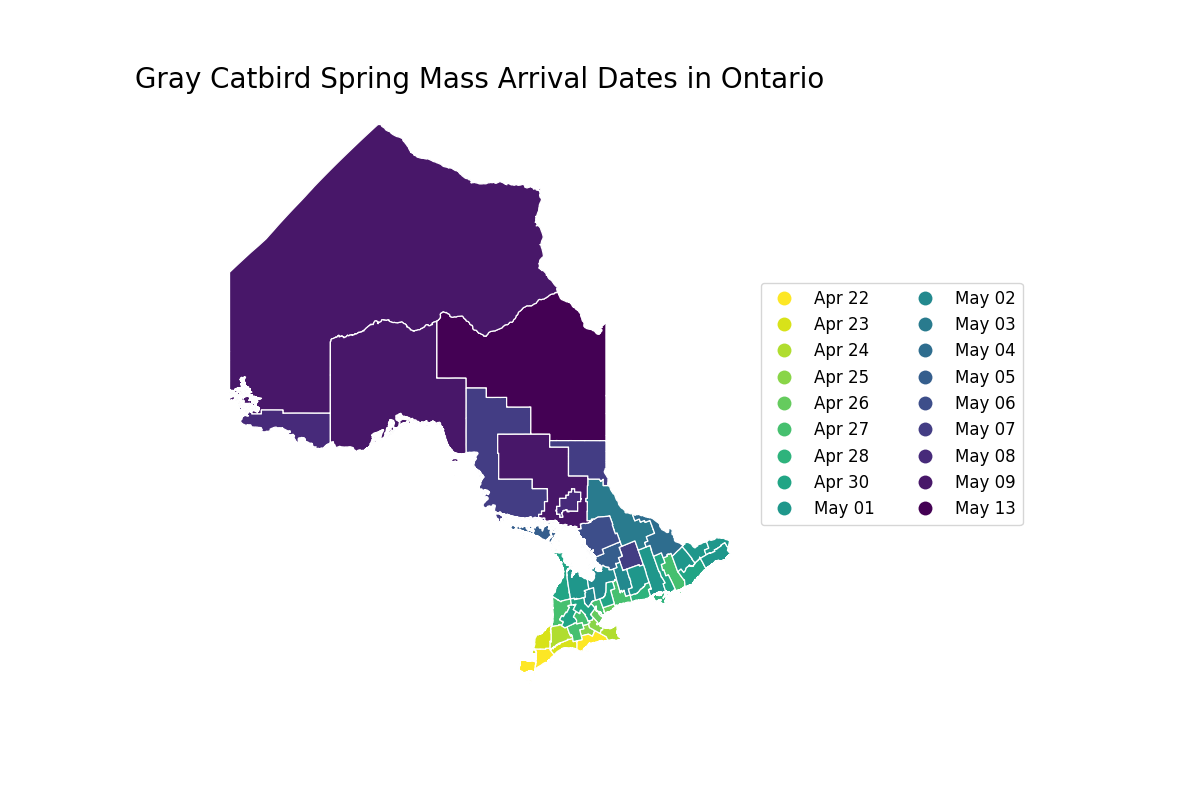 Gray Catbird Spring Mass Arrival Dates in Ontario
Apr 22
Apr 23
Apr 24
Apr 25
Apr 26
Apr 27
Apr 28
Apr 30
May 01
May 02
May 03
May 04
May 05
May 06
May 07
May 08
May 09
May 13